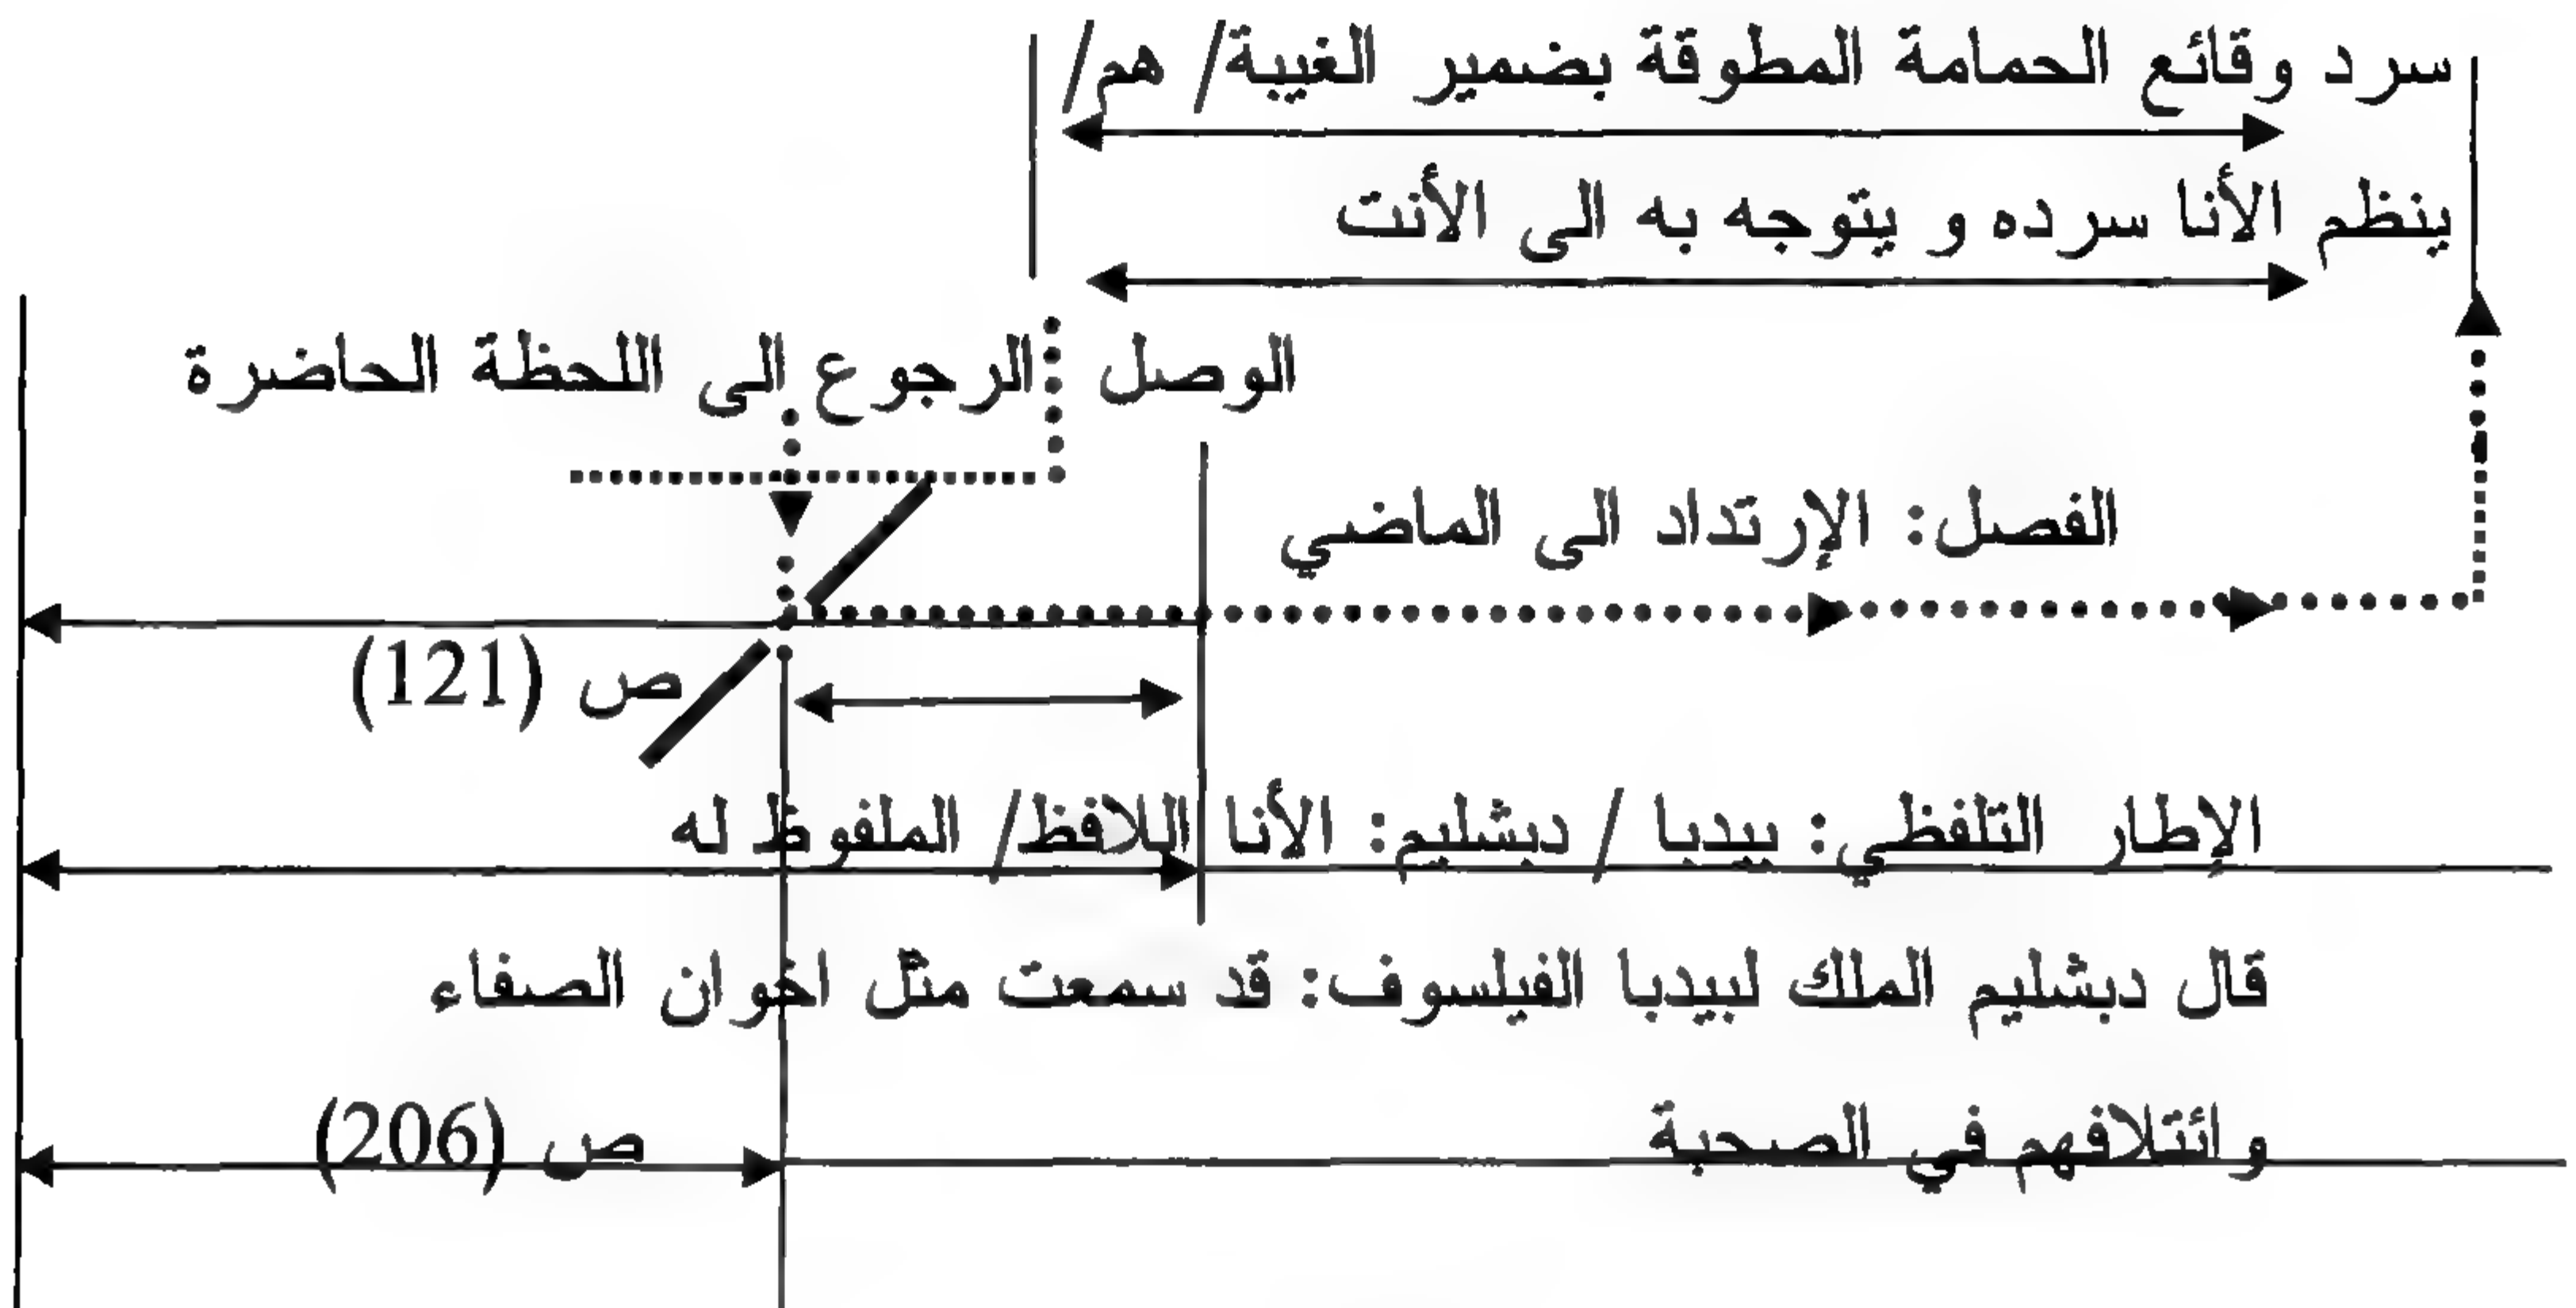 سرد وقائع الحمامة المطوقة بضمير الغيبة/ هم/
ينظم الأنا سرده و يتوجه به الى الأنت
الوصل الرجوع الى اللحظة الحاضرة
الفصل: الإرتداد الى الماضي
ص (121)
الإطار التلفظي: بيدبا / دبشليم: الأنا اللافظ/ الملفوظ له
قال دبشليم الملك لبيدبا الفيلسوف: قد سمعت مثل اخوان الصفاء
وائتلافهم في الصحبة
ص (206)